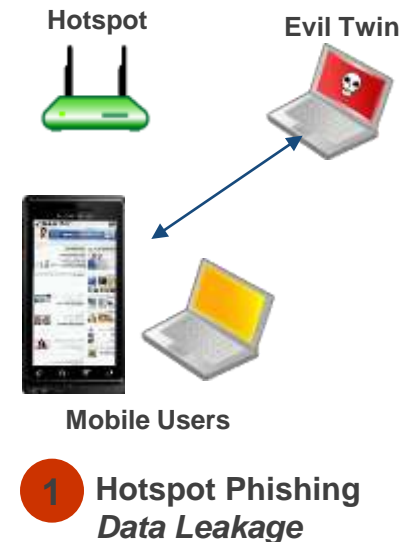 Hotspot
Evil Twin
Mobile Users
1
Hotspot Phishing
Data Leakage